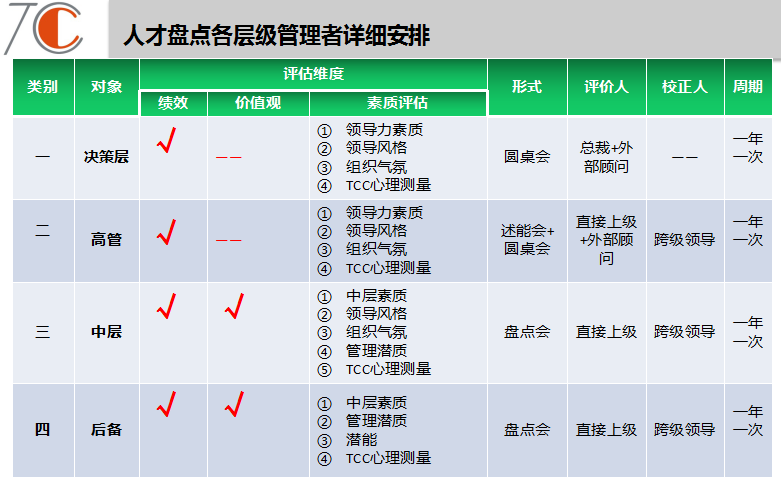 TCC
人才盘点各层级管理者详细安排
类别 对象 评估维度 形式 评价人 校正人 周期
绩效 价值观 素质评估
一 决策层 √ —— ① 领导力素质
② 领导风格
③ 组织气氛
④ TCC心理测量
圆桌会 总裁+外
部顾问
—— 一年
一次
二 高管 √ —— ① 领导力素质
② 领导风格
③ 组织气氛
④ TCC心理测量
述能会+
圆桌会
直接上级
+外部顾
问
跨级领导 一年
一次
三 中层 √ √ ① 中层素质
② 领导风格
③ 组织气氛
④ 管理潜质
⑤ TCC心理测量
盘点会 直接上级 跨级领导 一年
一次
四 后备 √ √ ① 中层素质
② 管理潜质
③ 潜能
④ TCC心理测量
盘点会 直接上级 跨级领导 一年
一次